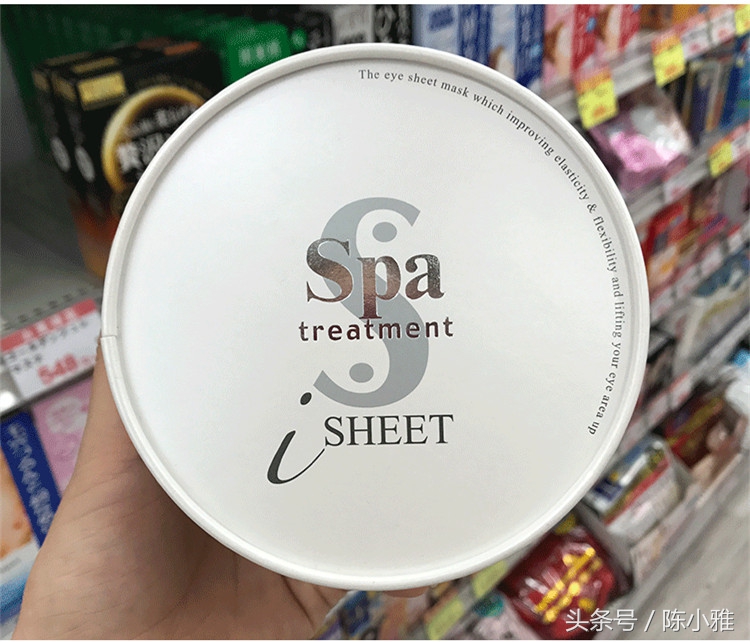 The eye sheet mask which improving elasticity & flexibility and lifting your eye area up
S
Spa
treatment
i SHEET
548
头条号 / 陈小雅